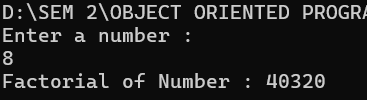 D:\SEM 2\OBJECT ORIENTED PROGRA
Enter a number :
8
Factorial of Number : 40320